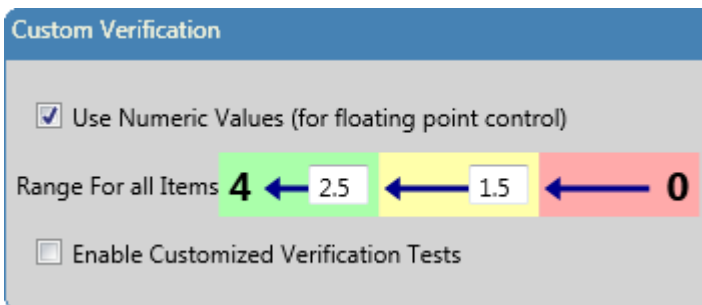 Custom Verification
Use Numeric Values (for floating point control)
Range For all Items 4 2.5 1.5 0
Enable Customized Verification Tests